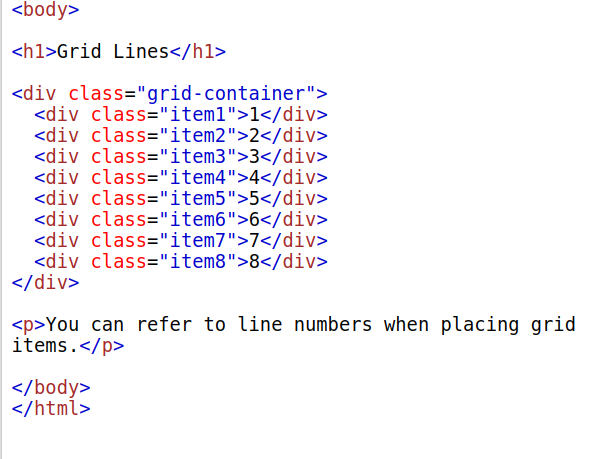 <body>
<h1>Grid Lines</h1>
<div class="grid-container">
<div class="item1">1</div>
<div class="item2">2</div>
<div class="item3">3</div>
<div class="item4">4</div>
<div class="item5">5</div>
<div class="item6">6</div>
<div class="item7">7</div>
<div class="item8">8</div>
</div>
<p>You can refer to line numbers when placing grid
items.</p>
</body>
</html>